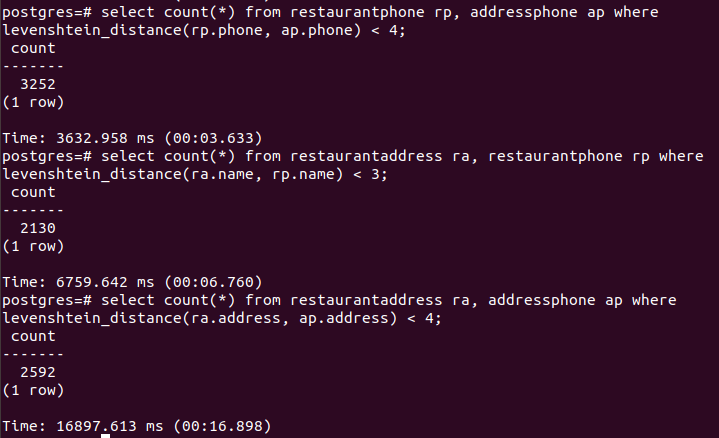 postgres=# select count(*) from restaurantphone rp, addressphone ap where
levenshtein_distance(rp.phone, ap.phone) < 4;
 count
-------
  3252
(1 row)

Time: 3632.958 ms (00:03.633)
postgres=# select count(*) from restaurantaddress ra, restaurantphone rp where
levenshtein_distance(ra.name, rp.name) < 3;
 count
-------
  2130
(1 row)

Time: 6759.642 ms (00:06.760)
postgres=# select count(*) from restaurantaddress ra, addressphone ap where
levenshtein_distance(ra.address, ap.address) < 4;
 count
-------
  2592
(1 row)

Time: 16897.613 ms (00:16.898)